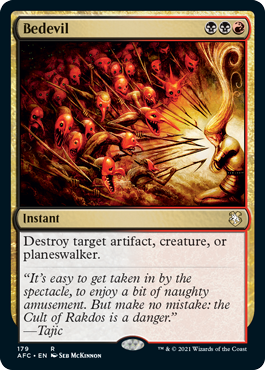 Bedevil
Instant
Destroy target artifact, creature, or
planeswalker.
“It’s easy to get taken in by the
spectacle, to enjoy a bit of naughty
amusement. But make no mistake: the
Cult of Rakdos is a danger.”
—Tajic
179 R
AFC • EN Seb McKinnon
™ & © 2021 Wizards of the Coast